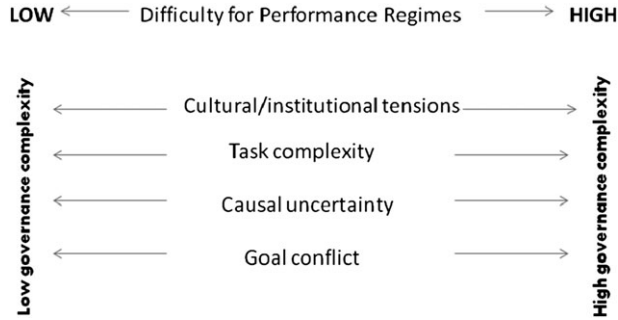 LOW Difficulty for Performance Regimes HIGH
Low governance complexity
Cultural/institutional tensions
Task complexity
Causal uncertainty
Goal conflict
High governance complexity